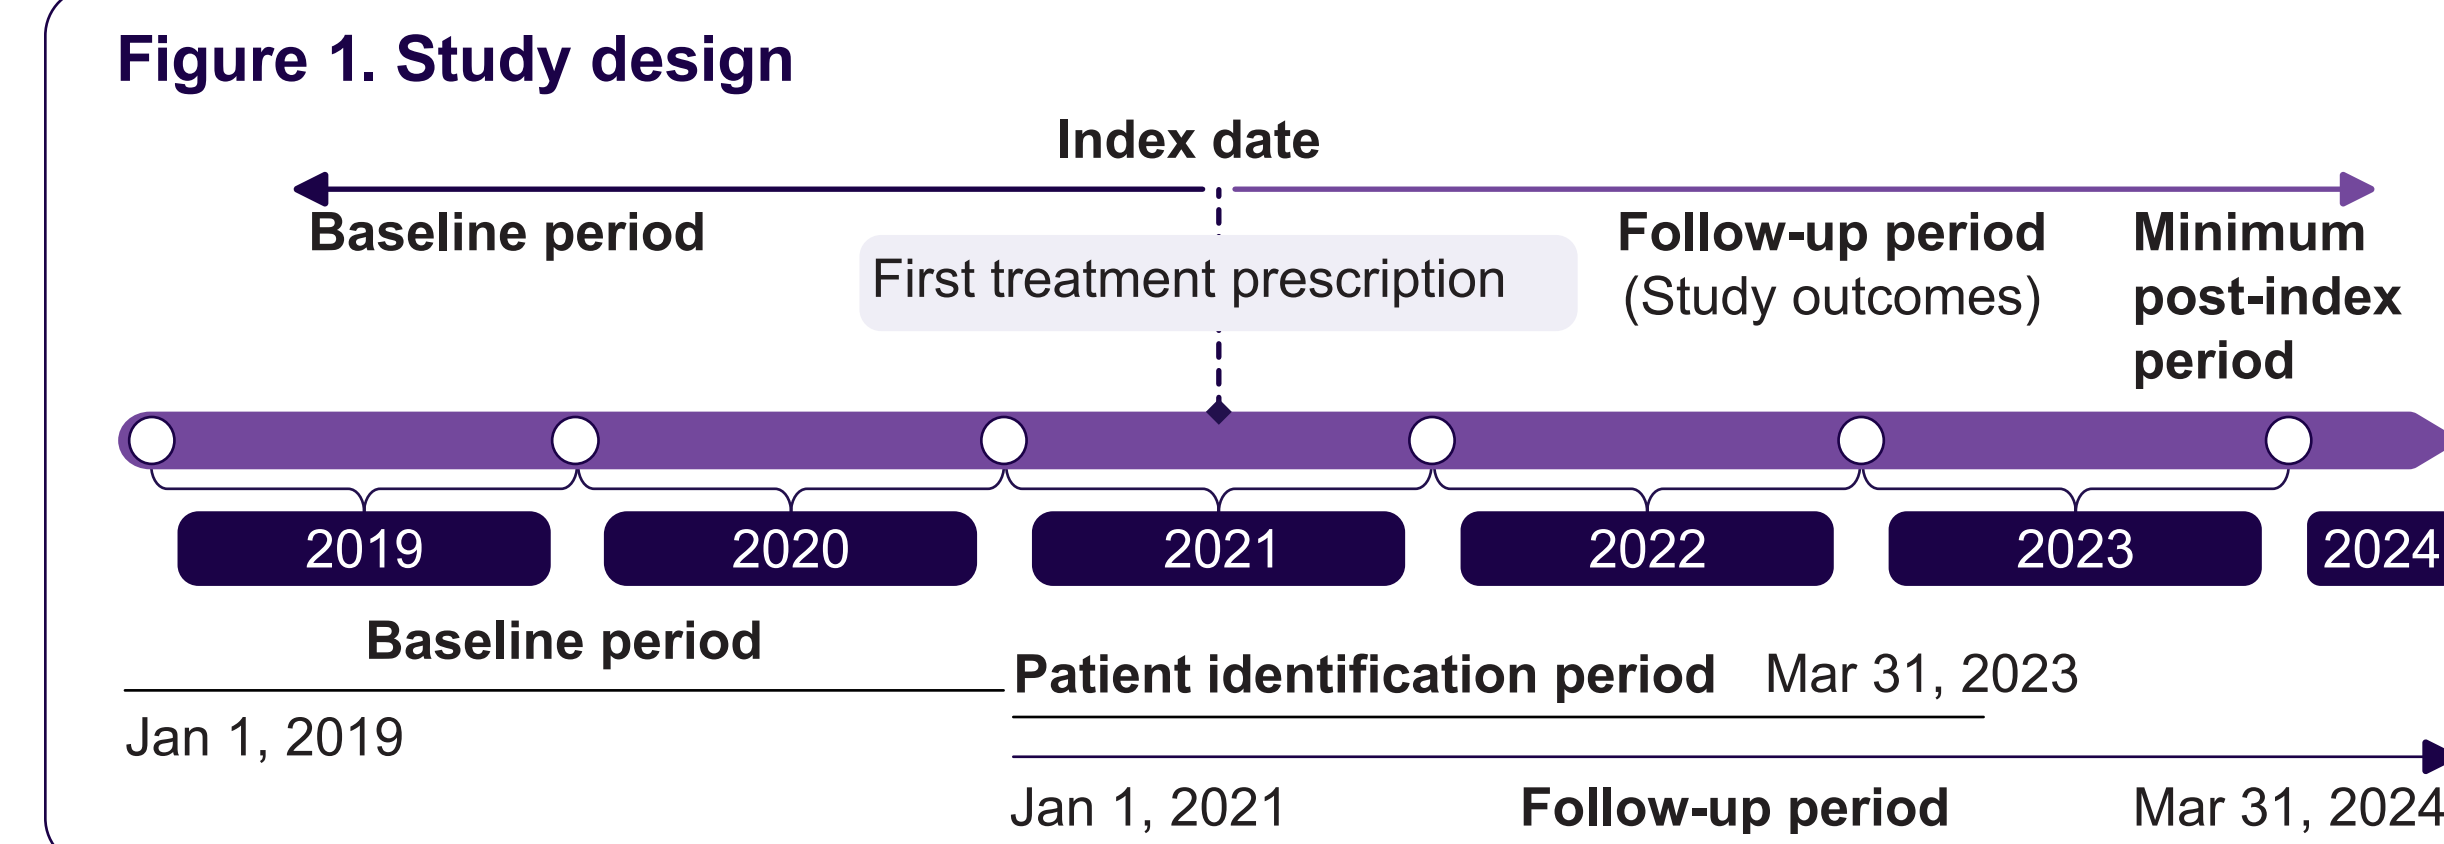 Figure 1. Study design
Index date
Baseline period
First treatment prescription
Follow-up period
(Study outcomes)
Minimum
post-index
period
2019
2020
2021
2022
2023
2024
Baseline period
Jan 1, 2019
Patient identification period
Mar 31, 2023
Jan 1, 2021
Follow-up period
Mar 31, 2024